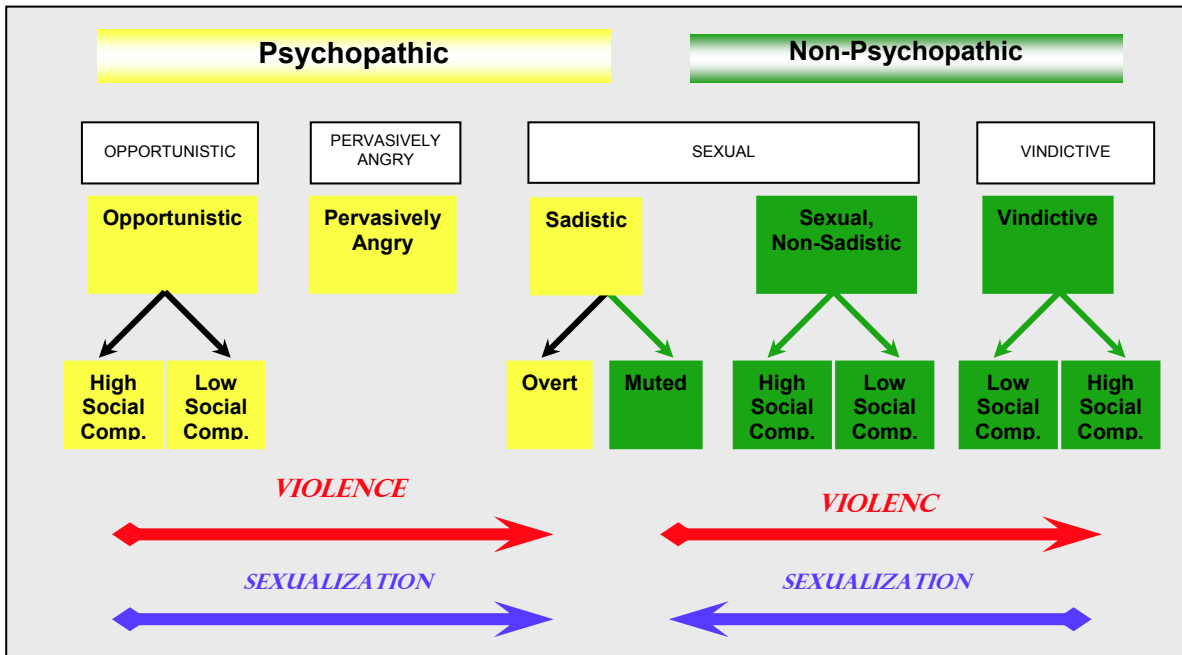 Psychopathic
Non-Psychopathic
OPPORTUNISTIC
PERVASIVELY
ANGRY
SEXUAL
VINDICTIVE
Opportunistic
Pervasively
Angry
Sadistic
Sexual,
Non-Sadistic
Vindictive
High
Social
Comp.
Low
Social
Comp.
Overt
Muted
High
Social
Comp.
Low
Social
Comp.
Low
Social
Comp.
High
Social
Comp.
VIOLENCE
VIOLENC
SEXUALIZATION
SEXUALIZATION